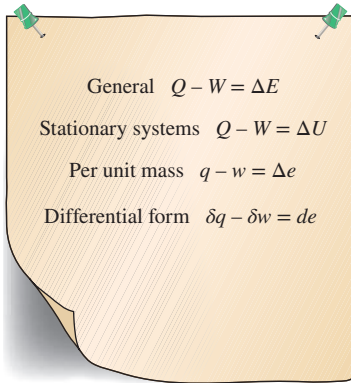 General Q – W = ΔE
Stationary systems Q – W = ΔU
Per unit mass q – w = Δe
Differential form δq – δw = de